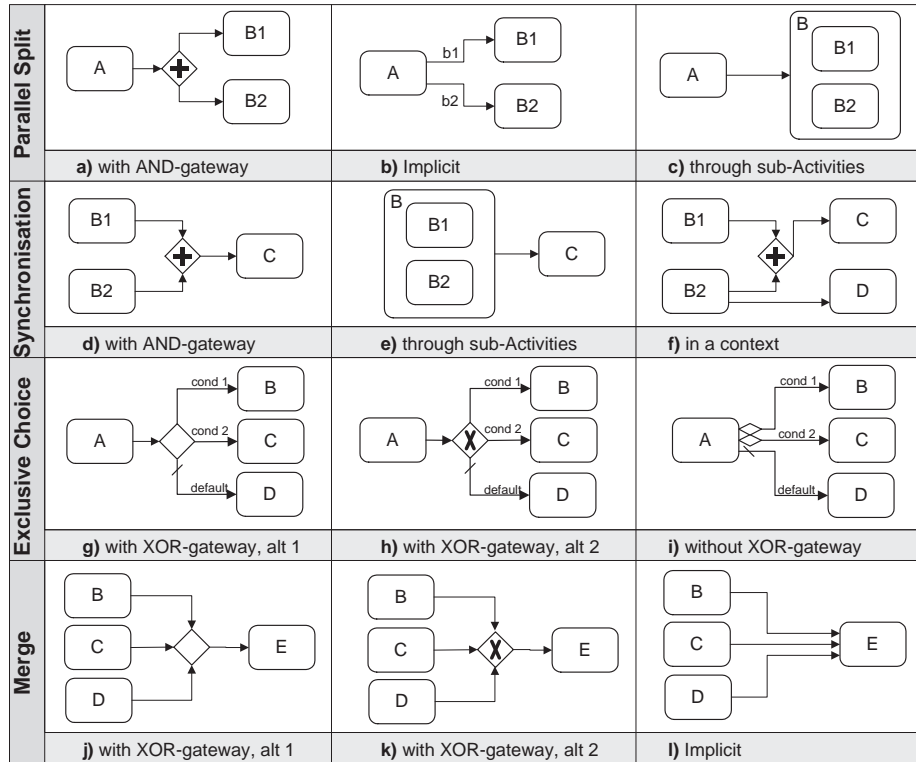 Parallel Split
A
B1
B2
A
b1
b2
B1
B2
A
B
B1
B2
a) with AND-gateway
b) Implicit
c) through sub-Activities
Synchronisation
B1
B2
C
B
B1
B2
C
B1
B2
C
D
d) with AND-gateway
e) through sub-Activities
f) in a context
Exclusive Choice
A
cond 1
cond 2
default
B
C
D
A
cond 1
cond 2
default
B
C
D
A
cond 1
cond 2
default
B
C
D
g) with XOR-gateway, alt 1
h) with XOR-gateway, alt 2
i) without XOR-gateway
Merge
B
C
D
E
B
C
D
E
B
C
D
E
j) with XOR-gateway, alt 1
k) with XOR-gateway, alt 2
l) Implicit